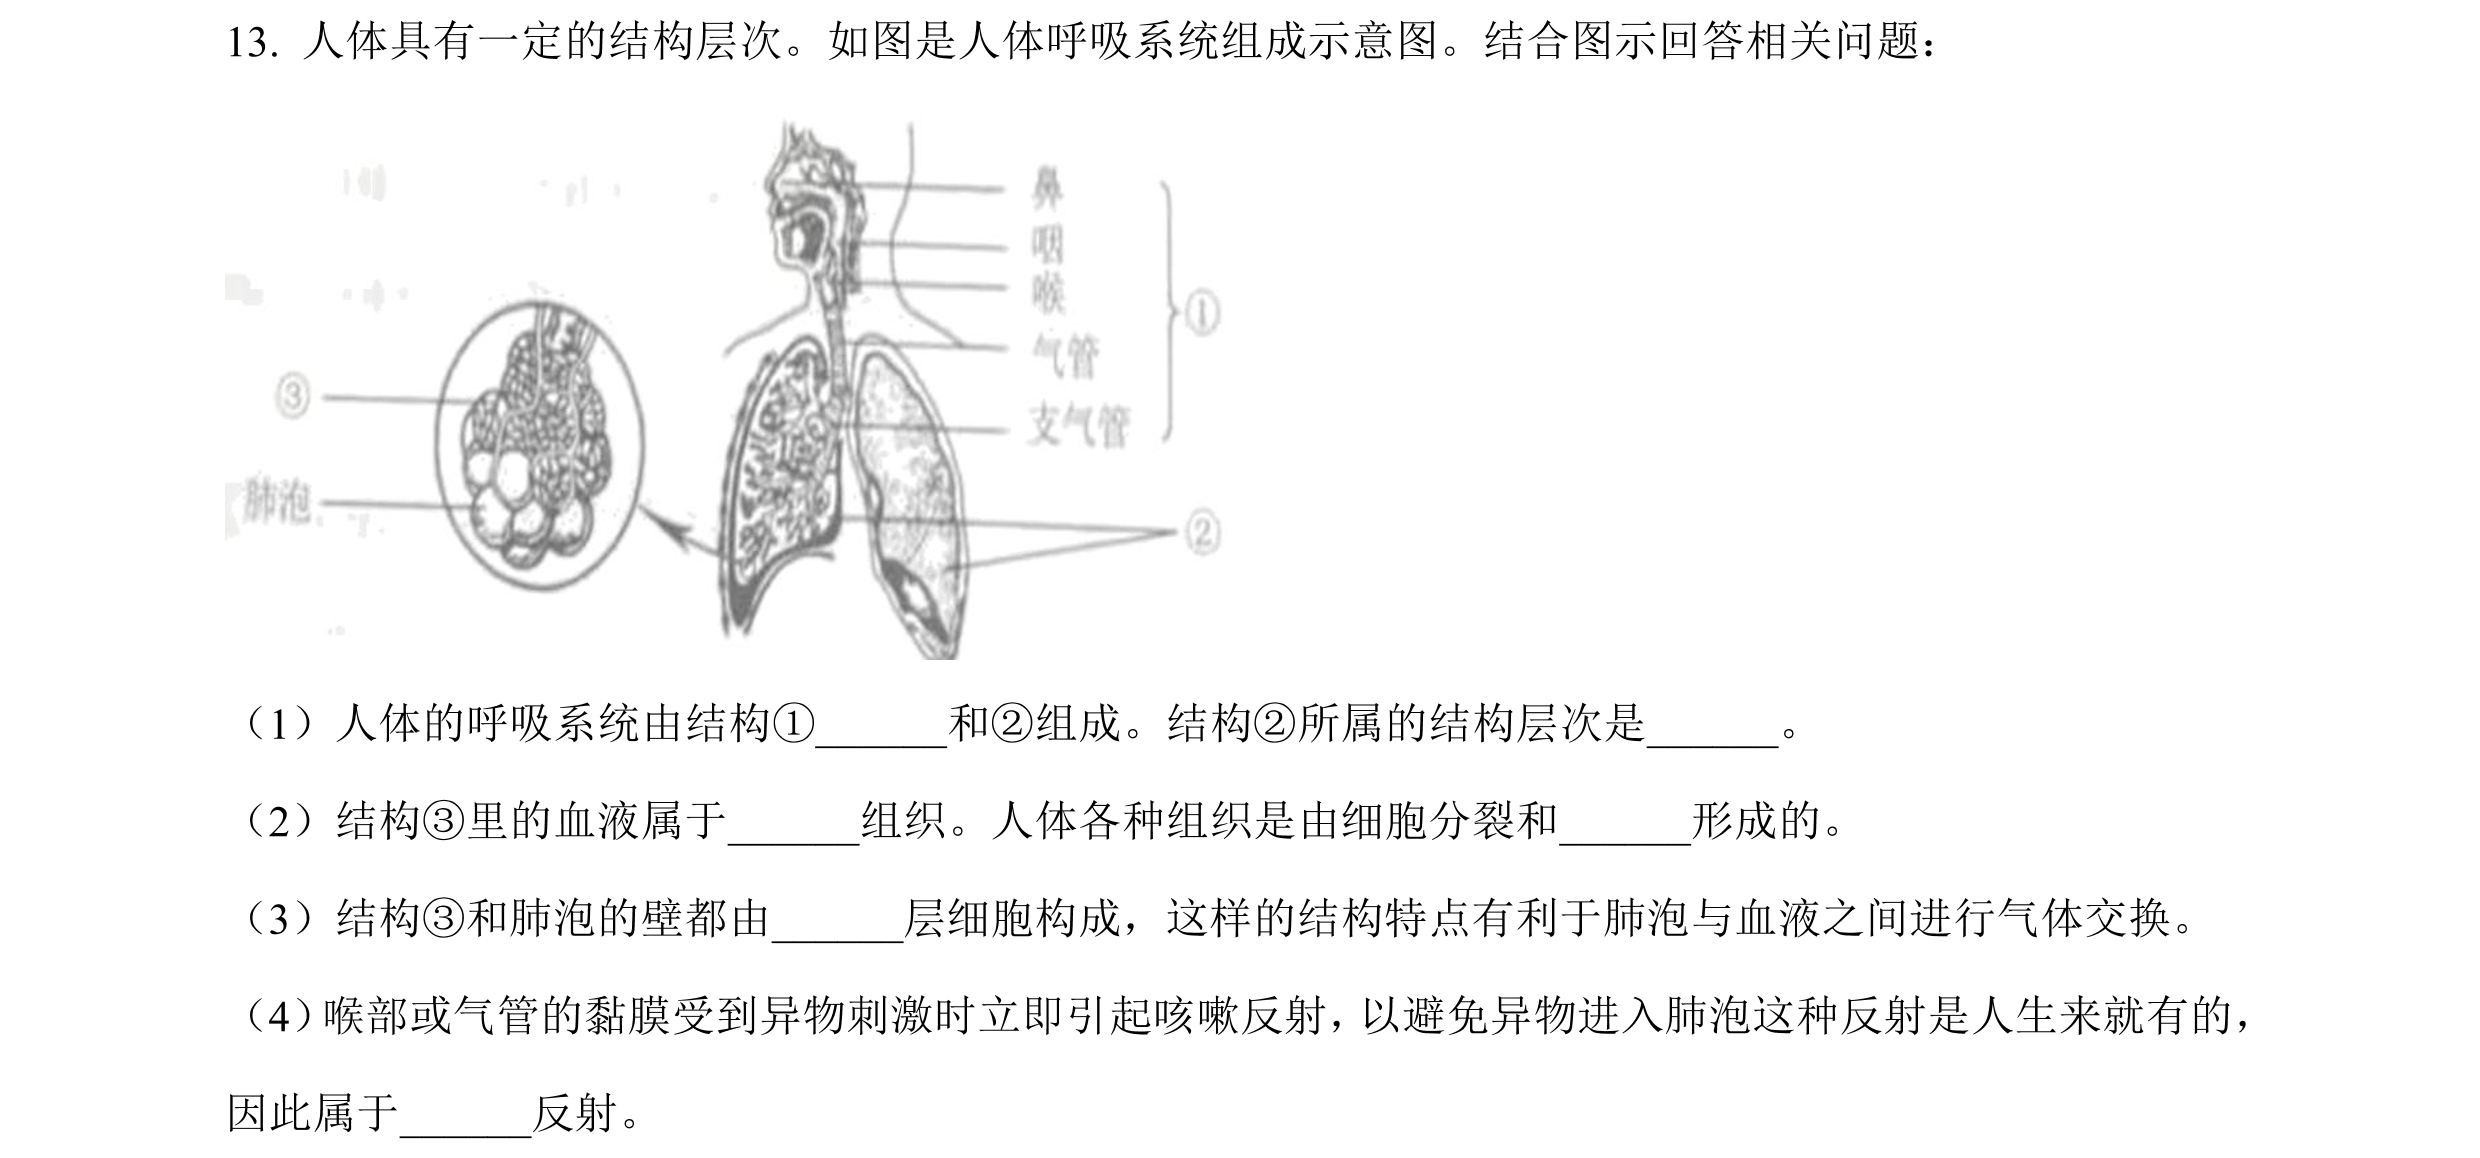 13. 人体具有一定的结构层次。如图是人体呼吸系统组成示意图。结合图示回答相关问题：
鼻
咽
喉
①
气管
③
支气管
肺泡
②
（1）人体的呼吸系统由结构①______和②组成。结构②所属的结构层次是______。
（2）结构③里的血液属于______组织。人体各种组织是由细胞分裂和______形成的。
（3）结构③和肺泡的壁都由______层细胞构成，这样的结构特点有利于肺泡与血液之间进行气体交换。
（4）喉部或气管的黏膜受到异物刺激时立即引起咳嗽反射，以避免异物进入肺泡这种反射是人生来就有的，
因此属于______反射。